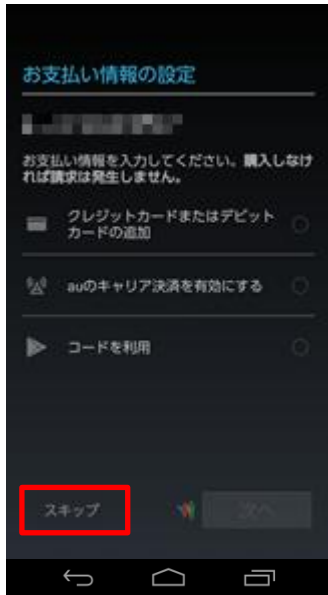 お支払い情報の設定
お支払い情報を入力してください。購入しなけ
れば請求は発生しません。
クレジットカードまたはデビット
カードの追加
auのキャリア決済を有効にする
コードを利用
スキップ
次へ